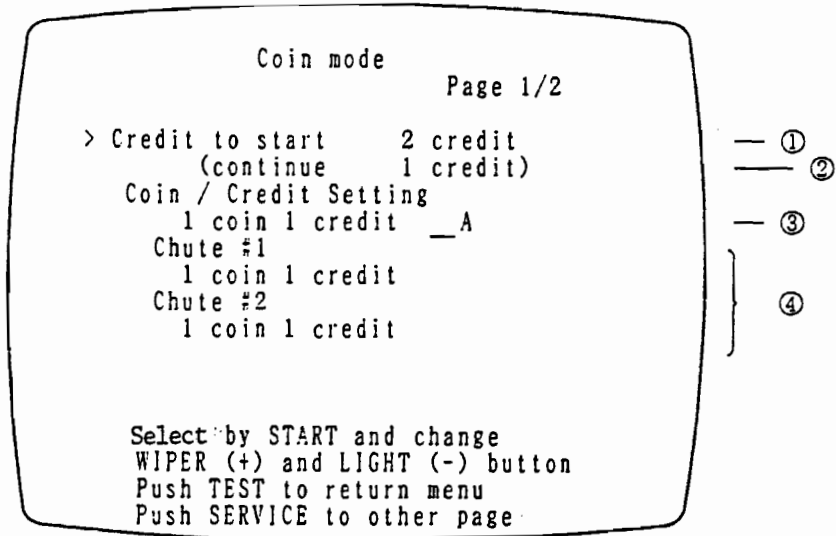 Coin mode
Page 1/2
> Credit to start 2 credit — ①
(continue 1 credit) — ②
Coin / Credit Setting
1 coin 1 credit __A — ③
Chute #1
1 coin 1 credit
Chute #2 ④
1 coin 1 credit
Select by START and change
WIPER (+) and LIGHT (-) button
Push TEST to return menu
Push SERVICE to other page